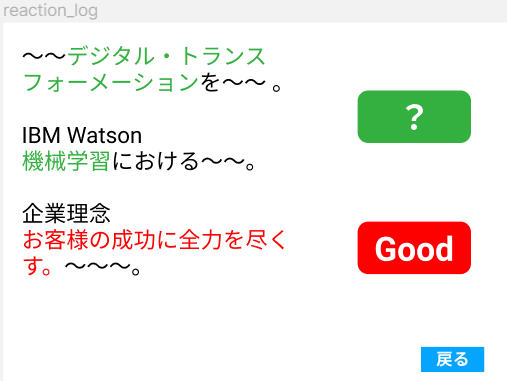 reaction_log
〜〜デジタル・トランス
フォーメーションを〜〜 。
?
IBM Watson
機械学習における〜〜。
企業理念
お客様の成功に全力を尽く
す。〜〜〜。
Good
戻る